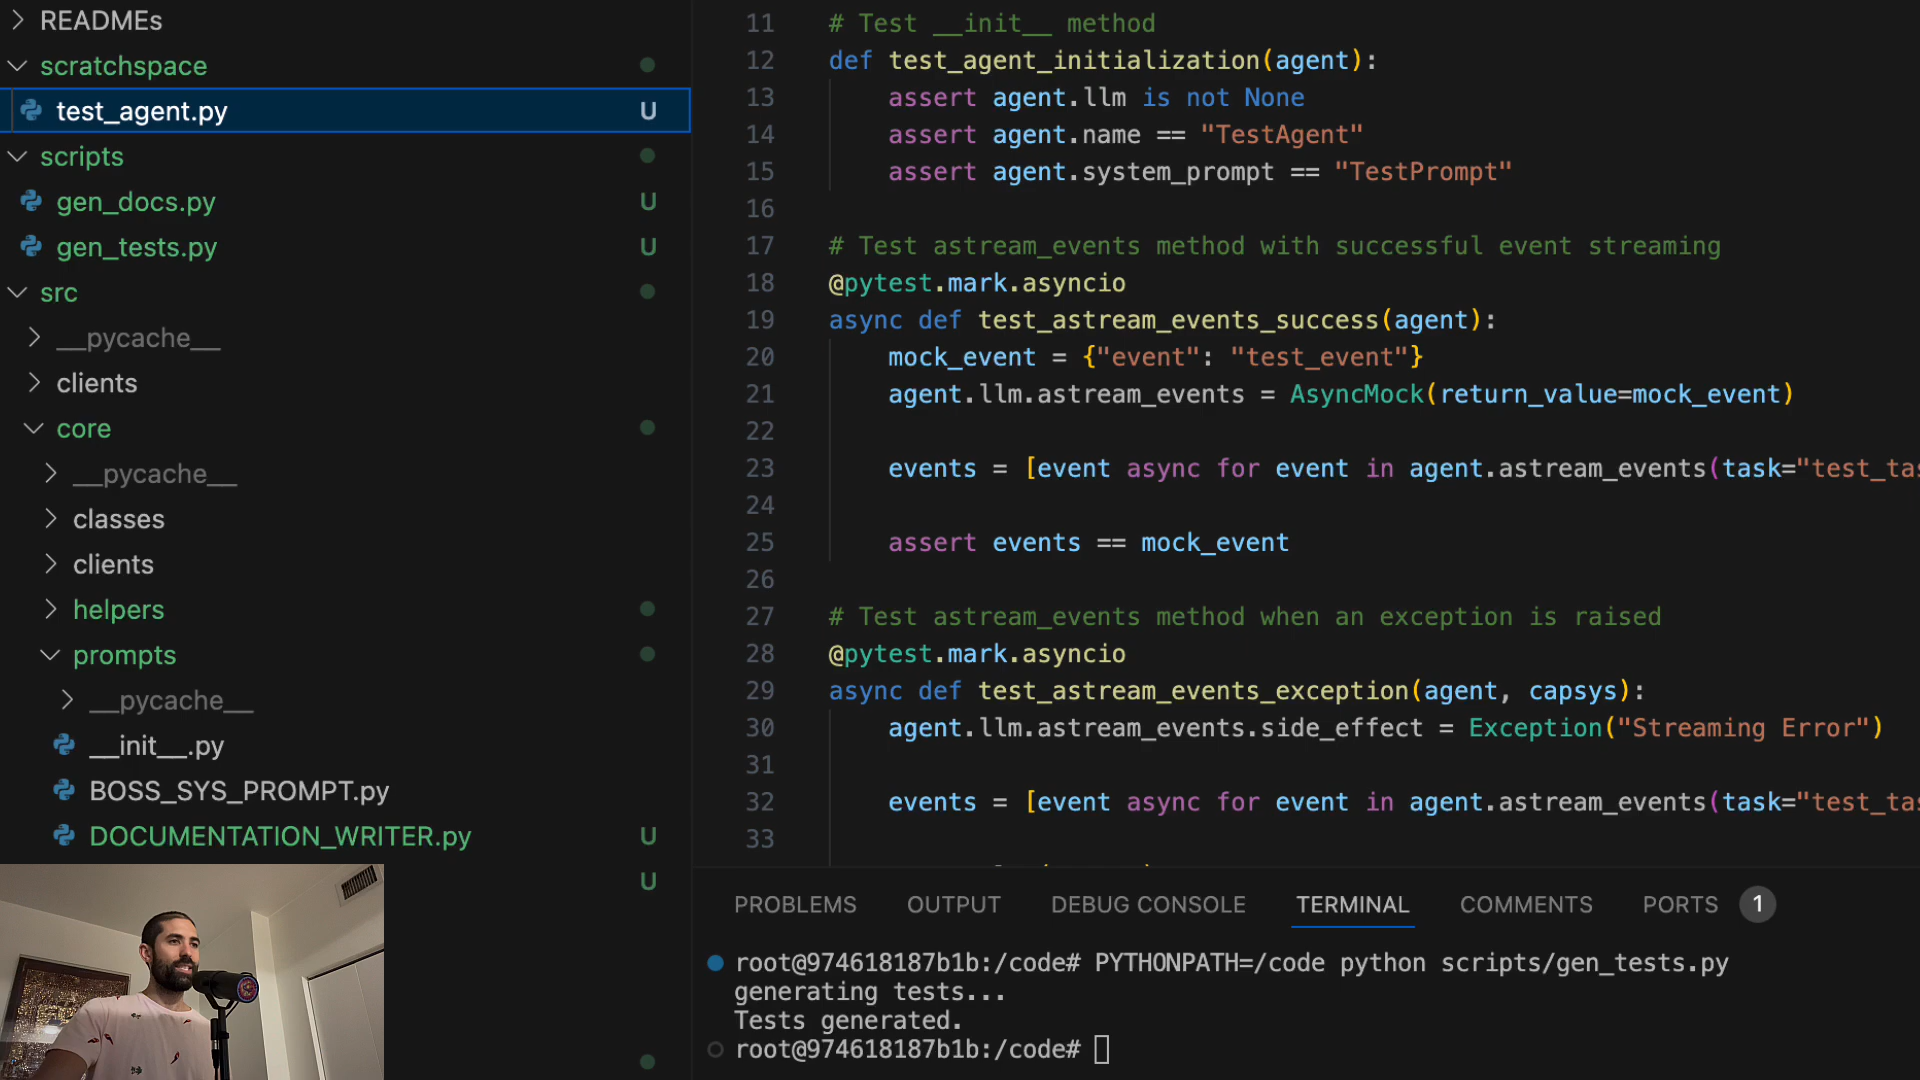 READMEs
scratchspace
test_agent.py U
scripts
gen_docs.py U
gen_tests.py U
src
__pycache__
clients
core
__pycache__
classes
clients
helpers
prompts
__pycache__
__init__.py
BOSS_SYS_PROMPT.py
DOCUMENTATION_WRITER.py U
U
11 # Test __init__ method
12 def test_agent_initialization(agent):
13 assert agent.llm is not None
14 assert agent.name == "TestAgent"
15 assert agent.system_prompt == "TestPrompt"
16
17 # Test astream_events method with successful event streaming
18 @pytest.mark.asyncio
19 async def test_astream_events_success(agent):
20 mock_event = {"event": "test_event"}
21 agent.llm.astream_events = AsyncMock(return_value=mock_event)
22
23 events = [event async for event in agent.astream_events(task="test_tas
24
25 assert events == mock_event
26
27 # Test astream_events method when an exception is raised
28 @pytest.mark.asyncio
29 async def test_astream_events_exception(agent, capsys):
30 agent.llm.astream_events.side_effect = Exception("Streaming Error")
31
32 events = [event async for event in agent.astream_events(task="test_tas
33
PROBLEMS OUTPUT DEBUG CONSOLE TERMINAL COMMENTS PORTS 1
root@974618187b1b:/code# PYTHONPATH=/code python scripts/gen_tests.py
generating tests...
Tests generated.
root@974618187b1b:/code#